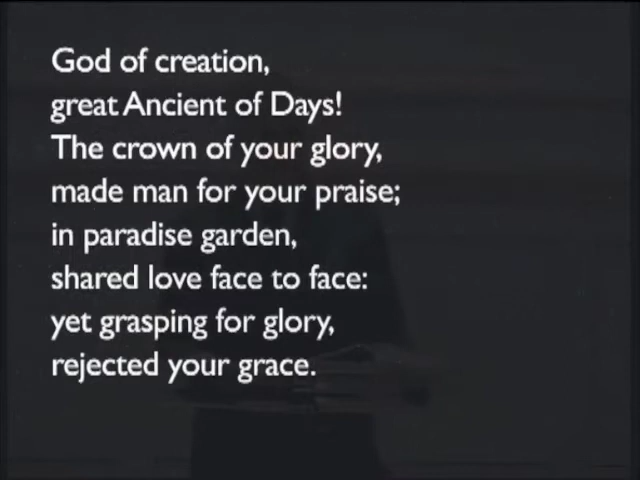 God of creation,
great Ancient of Days!
The crown of your glory,
made man for your praise;
in paradise garden,
shared love face to face:
yet grasping for glory,
rejected your grace.